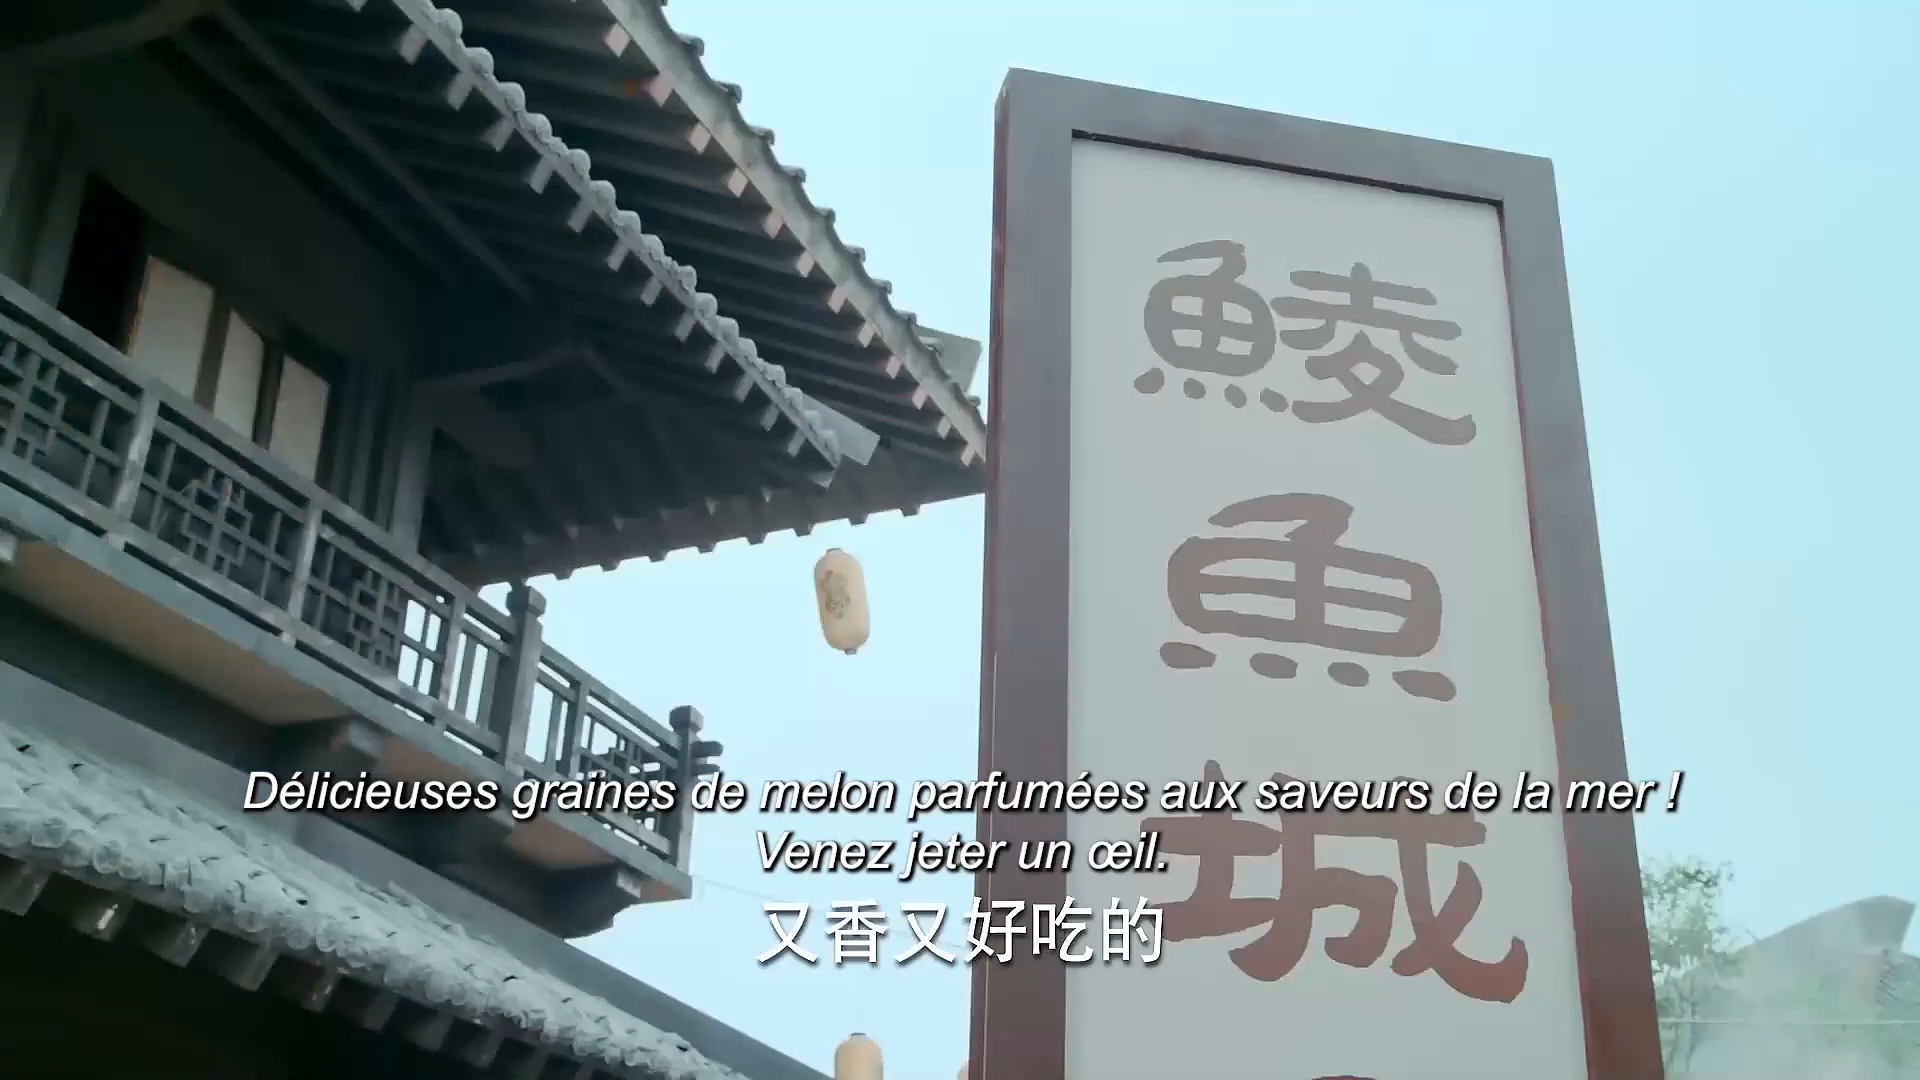 鯪
魚
城
Délicieuses graines de melon parfumées aux saveurs de la mer !
Venez jeter un œil.
又香又好吃的